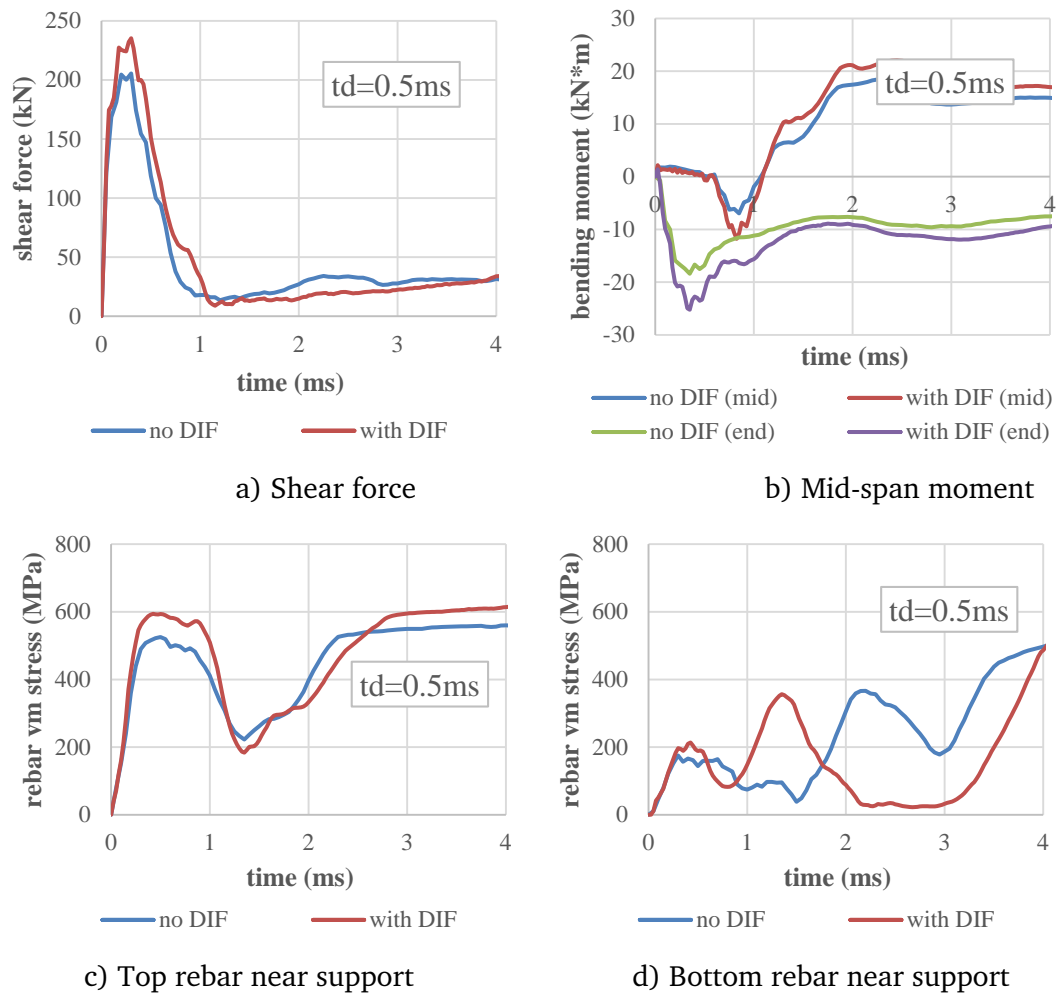 250
200
150
100
50
0
shear force (kN)
td=0.5ms
0 1 2 3 4
time (ms)
no DIF with DIF
a) Shear force
30
20
10
0
-10
-20
-30
bending moment (kN*m)
td=0.5ms
0 1 2 3 4
time (ms)
no DIF (mid) with DIF (mid)
no DIF (end) with DIF (end)
b) Mid-span moment
800
600
400
200
0
rebar vm stress (MPa)
td=0.5ms
0 1 2 3 4
time (ms)
no DIF with DIF
c) Top rebar near support
800
600
400
200
0
rebar vm stress (MPa)
td=0.5ms
0 1 2 3 4
time (ms)
no DIF with DIF
d) Bottom rebar near support